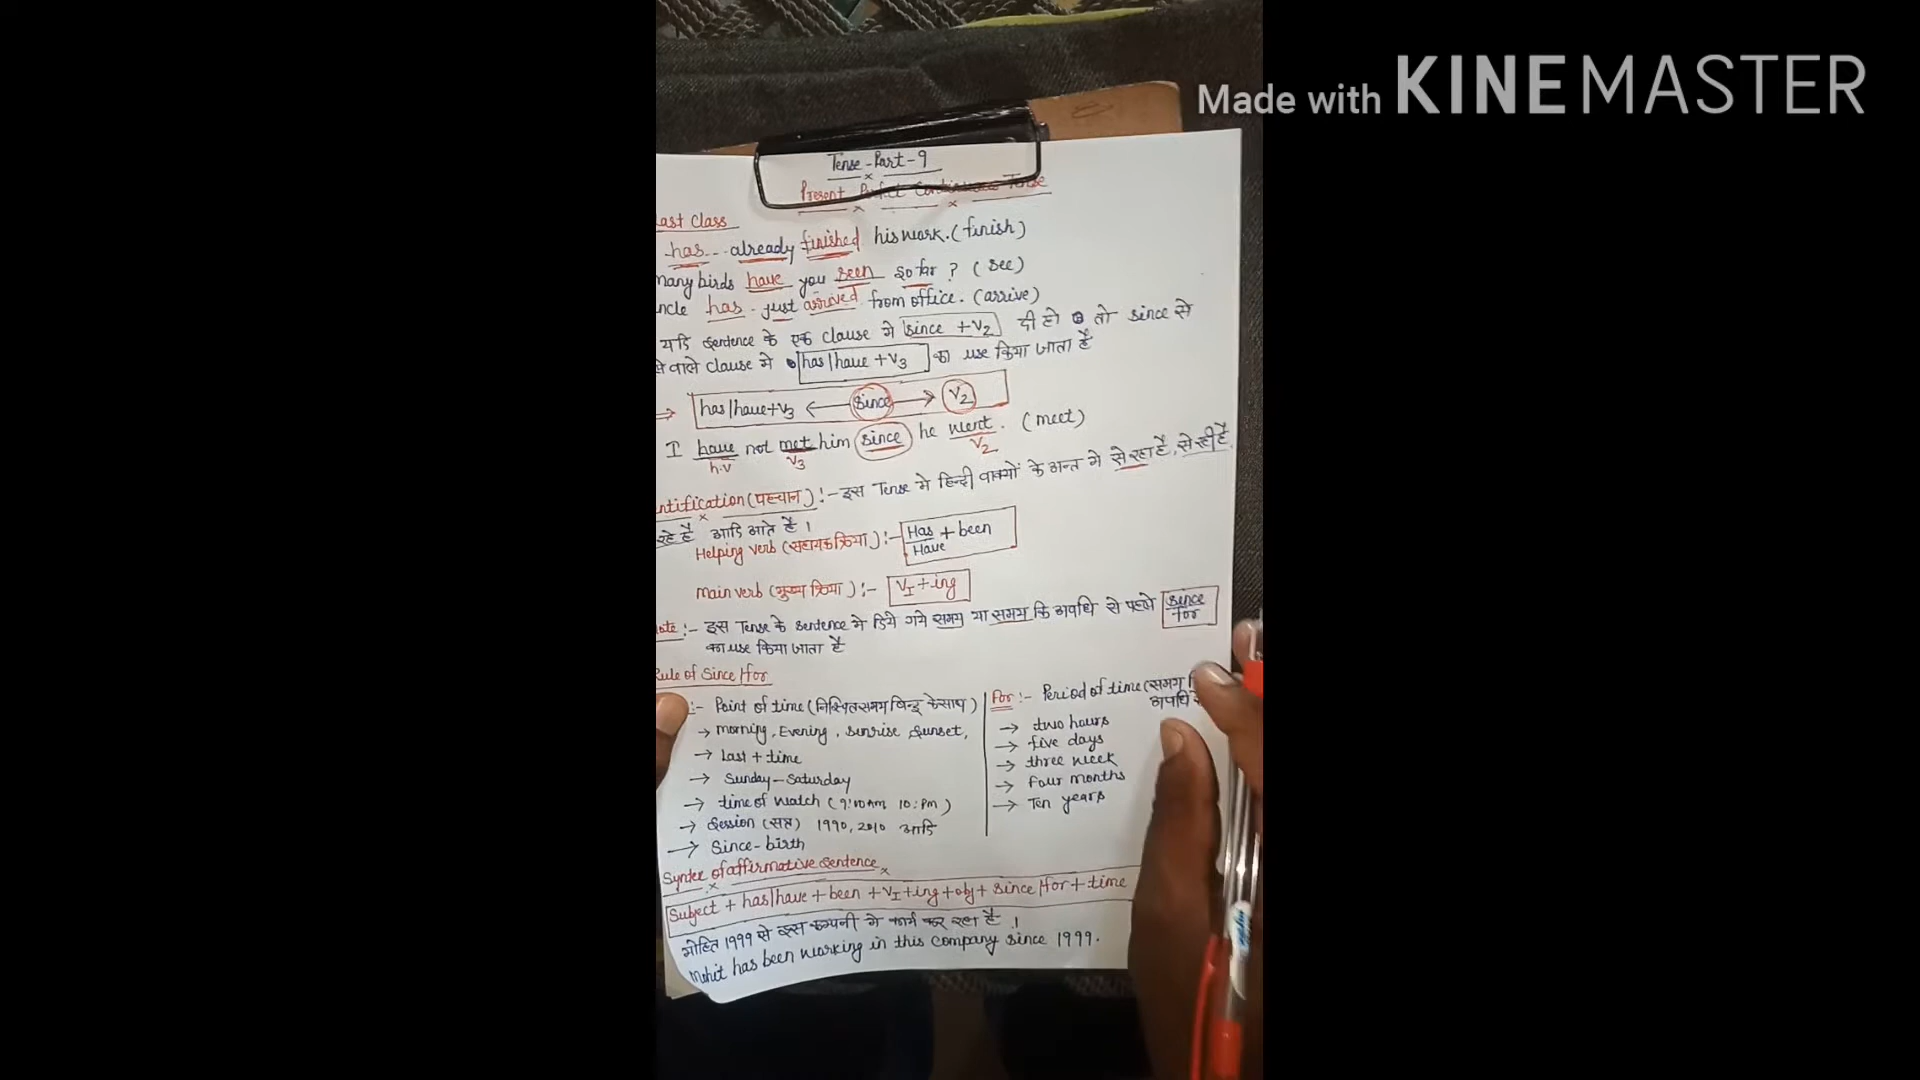 Made with KINEMASTER
Tense-Part-9
Present Perfect Continuous Tense
Last Class
has... already finished his work. (finish)
many birds have you seen so far ? (see)
ncle has just arrived from office. (arrive)
यदि Sentence के एक Clause मे since +V2 दी हो तो since से
वाले Clause मे has/have +V3 का use किया जाता है
⇒ has/have+V3 ← since → V2
I have not met him since he went. (meet)
h.v V3 V2
ntification (पहचान) :- इस Tense मे हिन्दी वाक्यों के अन्त मे से रहा है, से रही है,
रहे है आदि आते है ।
Helping verb (सहायक क्रिया) :- Has/Have + been
Main verb (मुख्य क्रिया) :- VI+ing
Note :- इस Tense के Sentence मे दिये गये समय या समय कि अवधि से पहले since/for
का use किया जाता है
Rule of Since/for
:- Point of time (निश्चित समय बिन्दु के साथ)
→ morning, Evening, sunrise, sunset,
→ Last + time
→ Sunday-Saturday
→ time of watch (9:00AM 10:PM)
→ Session (सत्र) 1990, 2010 आदि
→ Since-birth
For :- Period of time (समय
अवधि
→ two hours
→ five days
→ three week
→ four months
→ Ten years
Syntex of affirmative Sentence
Subject + has/have + been + VI+ing + obj + since/for + time
मोहित 1999 से इस कम्पनी मे कार्य कर रहा है ।
Mohit has been working in this company since 1999.